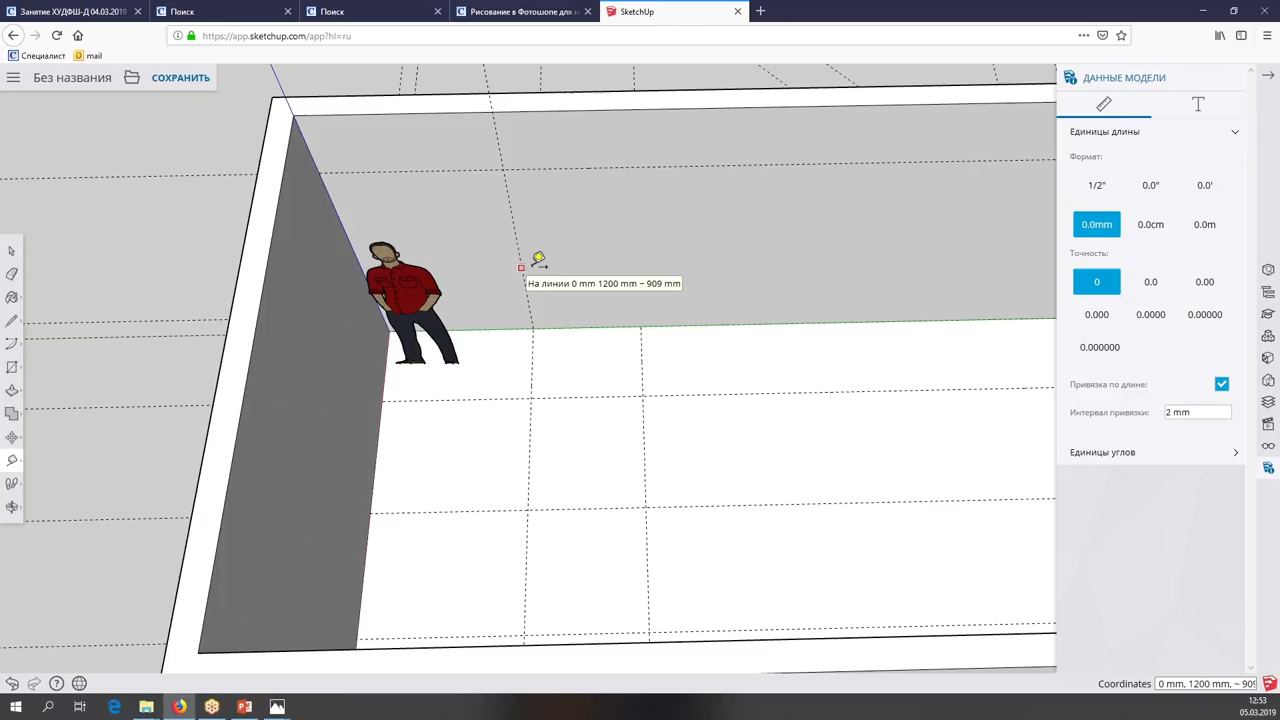 Занятие ХУДФШ-Д 04.03.2019
Поиск
Поиск
Рисование в Фотошопе для н
SketchUp
https://app.sketchup.com/app?hl=ru
Специалист
mail
Без названия
СОХРАНИТЬ
ДАННЫЕ МОДЕЛИ
T
Единицы длины
Формат:
1/2" 0.0" 0.0'
0.0mm 0.0cm 0.0m
Точность:
0 0.0 0.00
0.000 0.0000 0.00000
0.000000
Привязка по длине:
Интервал привязки: 2 mm
Единицы углов
На линии 0 mm 1200 mm ~ 909 mm
Coordinates 0 mm, 1200 mm, ~ 909
12:53
05.03.2019